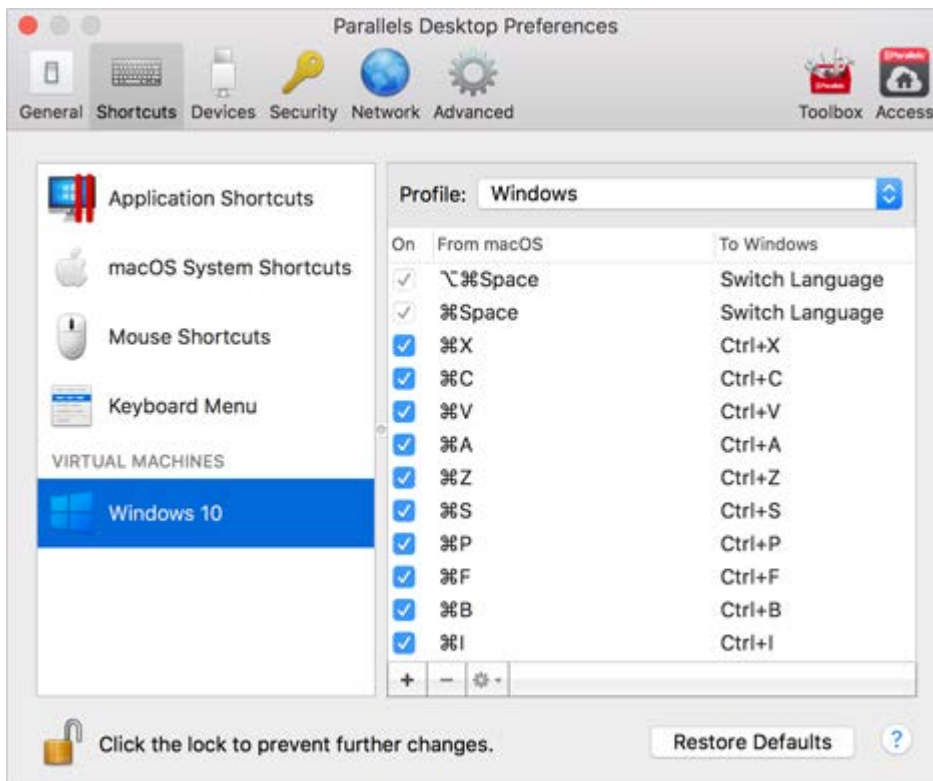 Parallels Desktop Preferences
General Shortcuts Devices Security Network Advanced Toolbox Access
Application Shortcuts
macOS System Shortcuts
Mouse Shortcuts
Keyboard Menu
VIRTUAL MACHINES
Windows 10
Profile: Windows
On From macOS To Windows
⌥⌘Space Switch Language
⌘Space Switch Language
⌘X Ctrl+X
⌘C Ctrl+C
⌘V Ctrl+V
⌘A Ctrl+A
⌘Z Ctrl+Z
⌘S Ctrl+S
⌘P Ctrl+P
⌘F Ctrl+F
⌘B Ctrl+B
⌘I Ctrl+I
Click the lock to prevent further changes.
Restore Defaults ?